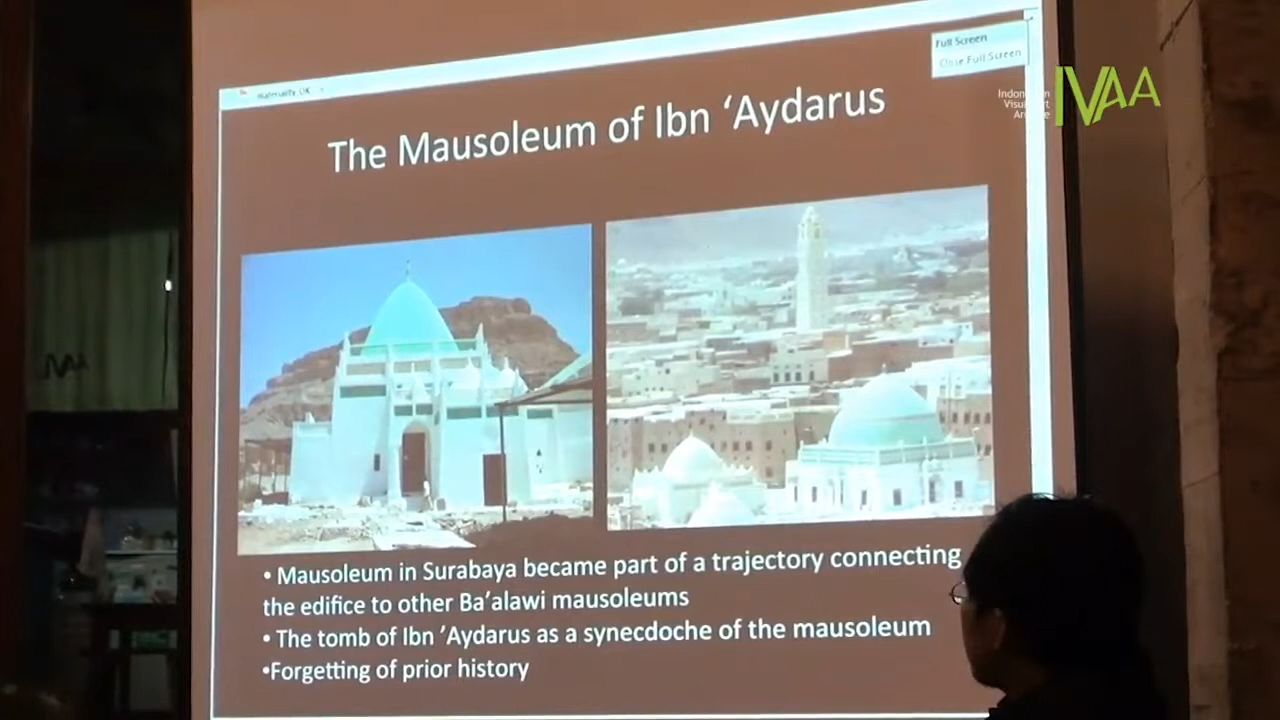 Full Screen
Close Full Screen
IVAA
The Mausoleum of Ibn ‘Aydarus
• Mausoleum in Surabaya became part of a trajectory connecting
the edifice to other Ba’alawi mausoleums
• The tomb of Ibn ’Aydarus as a synecdoche of the mausoleum
•Forgetting of prior history